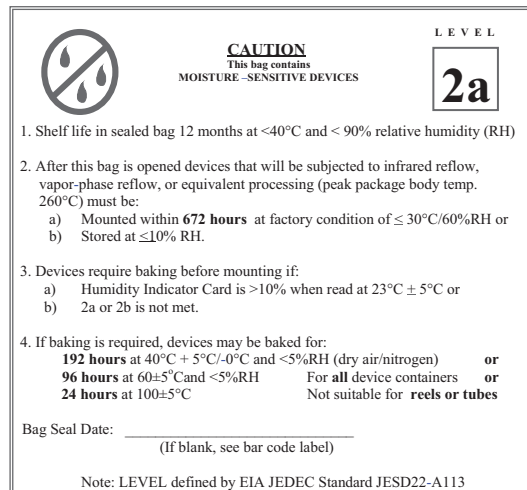 LEVEL
CAUTION
This bag contains
MOISTURE –SENSITIVE DEVICES
2a
1. Shelf life in sealed bag 12 months at <40°C and < 90% relative humidity (RH)
2. After this bag is opened devices that will be subjected to infrared reflow,
vapor-phase reflow, or equivalent processing (peak package body temp.
260°C) must be:
a) Mounted within 672 hours at factory condition of ≤ 30°C/60%RH or
b) Stored at ≤10% RH.
3. Devices require baking before mounting if:
a) Humidity Indicator Card is >10% when read at 23°C ± 5°C or
b) 2a or 2b is not met.
4. If baking is required, devices may be baked for:
192 hours at 40°C + 5°C/-0°C and <5%RH (dry air/nitrogen) or
96 hours at 60±5°Cand <5%RH For all device containers or
24 hours at 100±5°C Not suitable for reels or tubes
Bag Seal Date: ______________________________
(If blank, see bar code label)
Note: LEVEL defined by EIA JEDEC Standard JESD22-A113